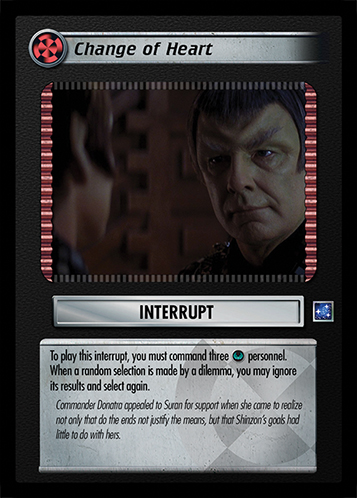 Change of Heart
INTERRUPT
To play this interrupt, you must command three personnel.
When a random selection is made by a dilemma, you may ignore
its results and select again.
Commander Donatra appealed to Suran for support when she came to realize
not only that do the ends not justify the means, but that Shinzon's goals had
little to do with hers.